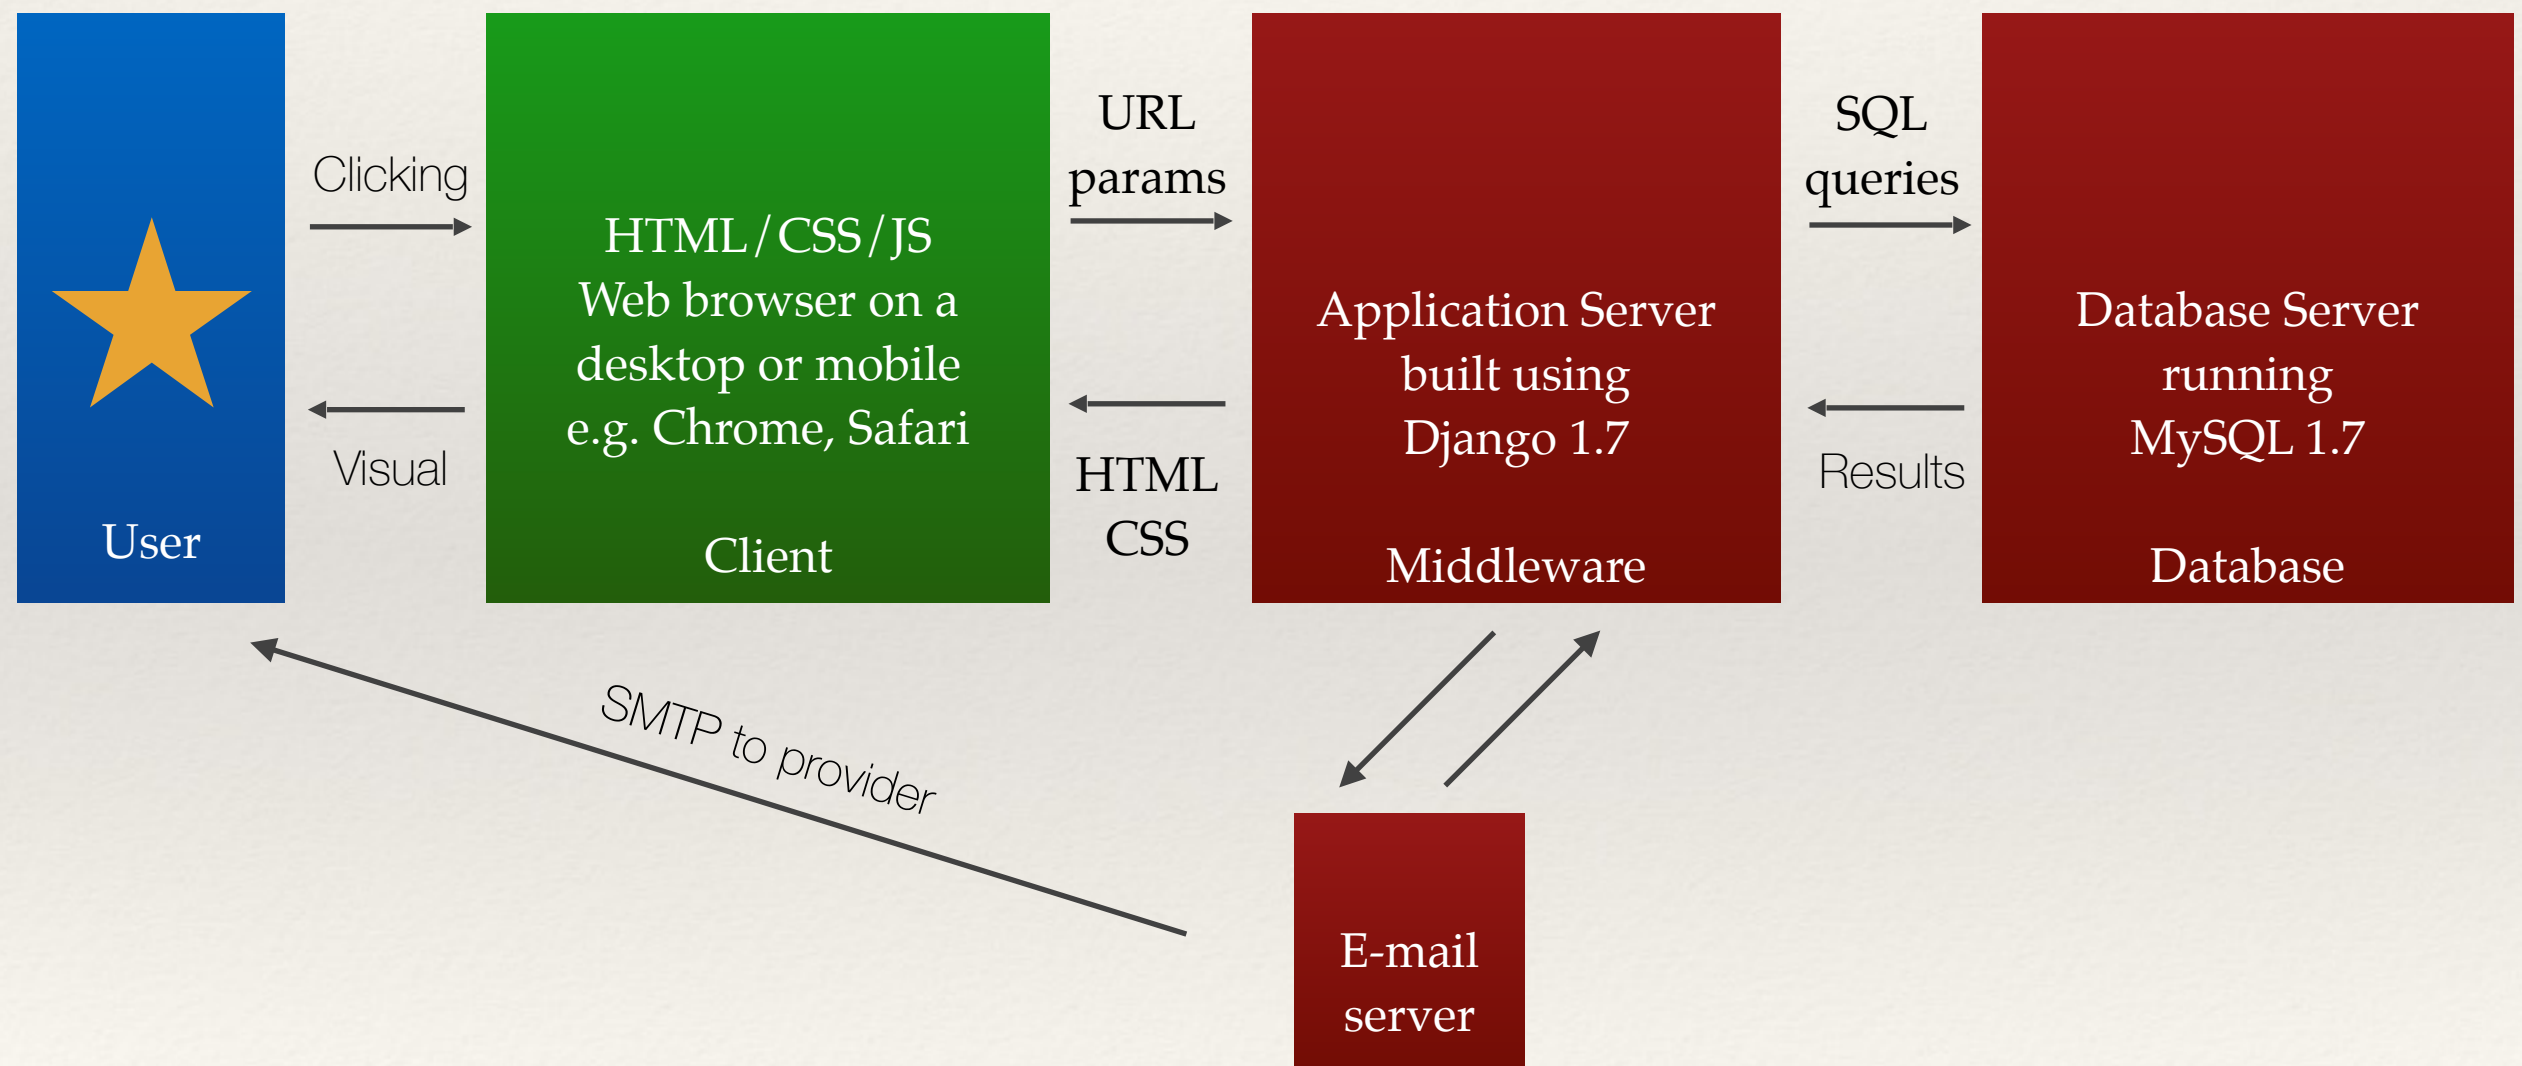 User
Clicking
Visual
HTML/CSS/JS
Web browser on a
desktop or mobile
e.g. Chrome, Safari
Client
URL
params
HTML
CSS
Application Server
built using
Django 1.7
Middleware
SQL
queries
Results
Database Server
running
MySQL 1.7
Database
SMTP to provider
E-mail
server